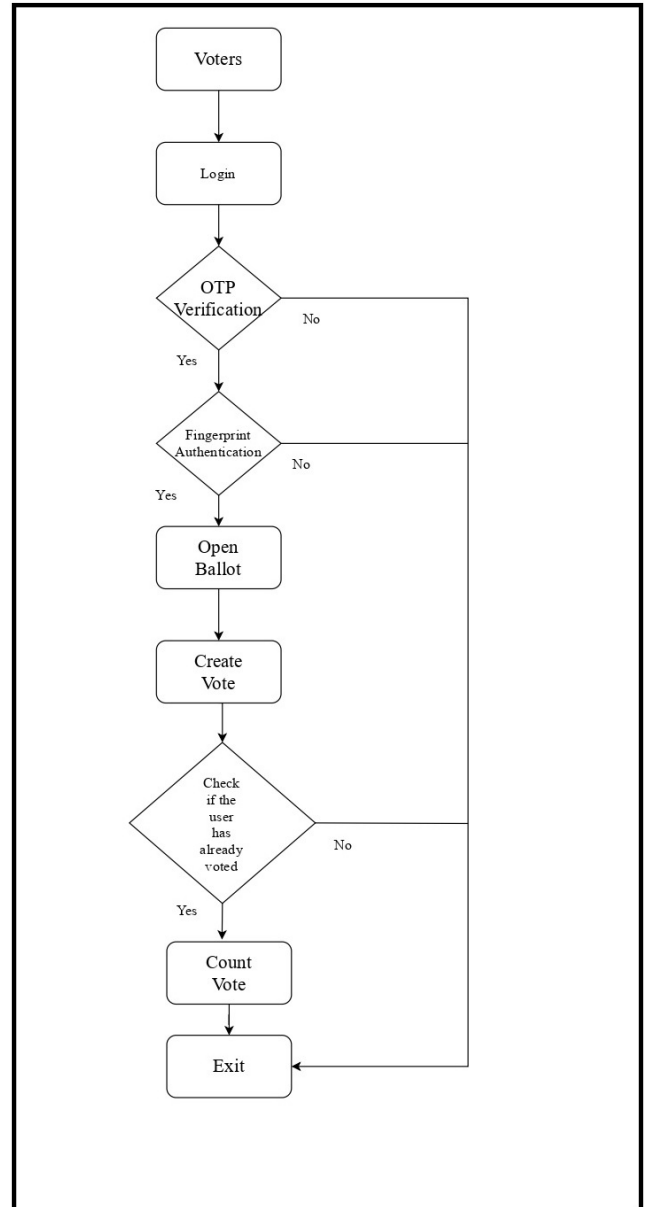 Voters
Login
OTP
Verification
No
Yes
Fingerprint
Authentication
No
Yes
Open
Ballot
Create
Vote
Check
if the
user
has
already
voted
No
Yes
Count
Vote
Exit